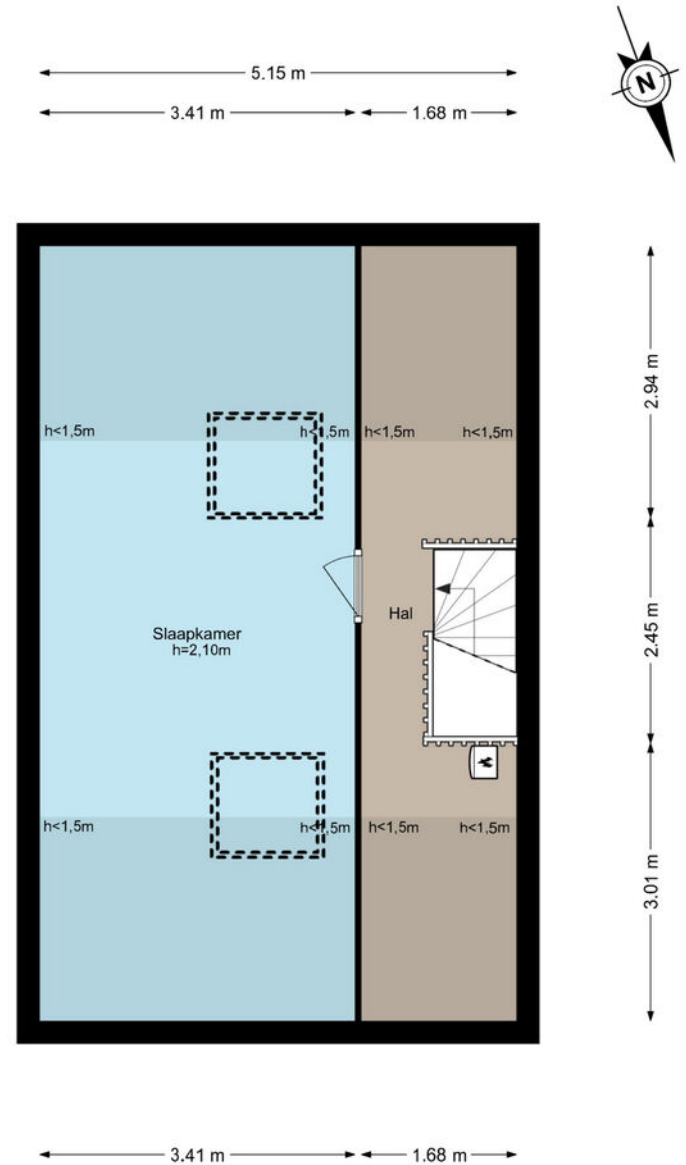 5.15 m
3.41 m
1.68 m
N
2.94 m
h<1,5m
h<1,5m
h<1,5m
h<1,5m
Hal
2.45 m
Slaapkamer
h=2,10m
h<1,5m
h<1,5m
h<1,5m
h<1,5m
3.01 m
3.41 m
1.68 m